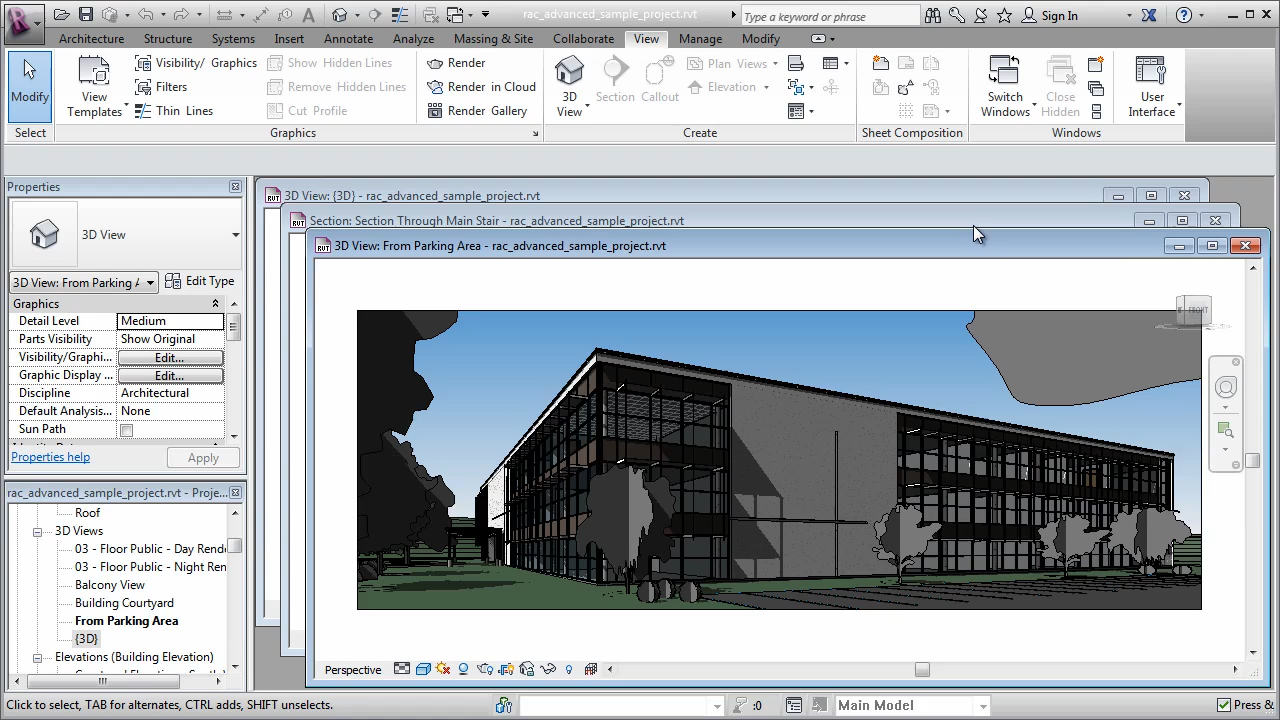 rac_advanced_sample_project.rvt
Type a keyword or phrase
Sign In
Architecture Structure Systems Insert Annotate Analyze Massing & Site Collaborate View Manage Modify
Modify
View Templates
Visibility/ Graphics
Filters
Thin Lines
Show Hidden Lines
Remove Hidden Lines
Cut Profile
Render
Render in Cloud
Render Gallery
3D View
Section
Callout
Plan Views
Elevation
Switch Windows
Close Hidden
User Interface
Select Graphics Create Sheet Composition Windows
Properties
3D View
3D View: From Parking A
Edit Type
Graphics
Detail Level Medium
Parts Visibility Show Original
Visibility/Graphi... Edit...
Graphic Display ... Edit...
Discipline Architectural
Default Analysis... None
Sun Path
Properties help Apply
rac_advanced_sample_project.rvt - Proje...
Roof
3D Views
03 - Floor Public - Day Rende
03 - Floor Public - Night Ren
Balcony View
Building Courtyard
From Parking Area
{3D}
Elevations (Building Elevation)
3D View: {3D} - rac_advanced_sample_project.rvt
Section: Section Through Main Stair - rac_advanced_sample_project.rvt
3D View: From Parking Area - rac_advanced_sample_project.rvt
FRONT
Perspective
Click to select, TAB for alternates, CTRL adds, SHIFT unselects.
:0
Main Model
Press &